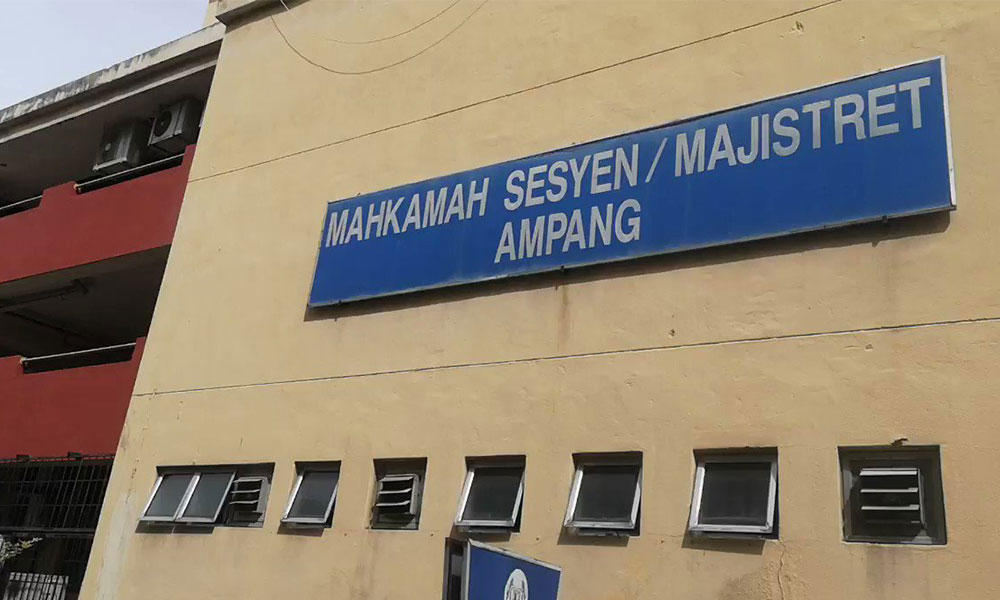 MAHKAMAH SESYEN / MAJISTRET
AMPANG